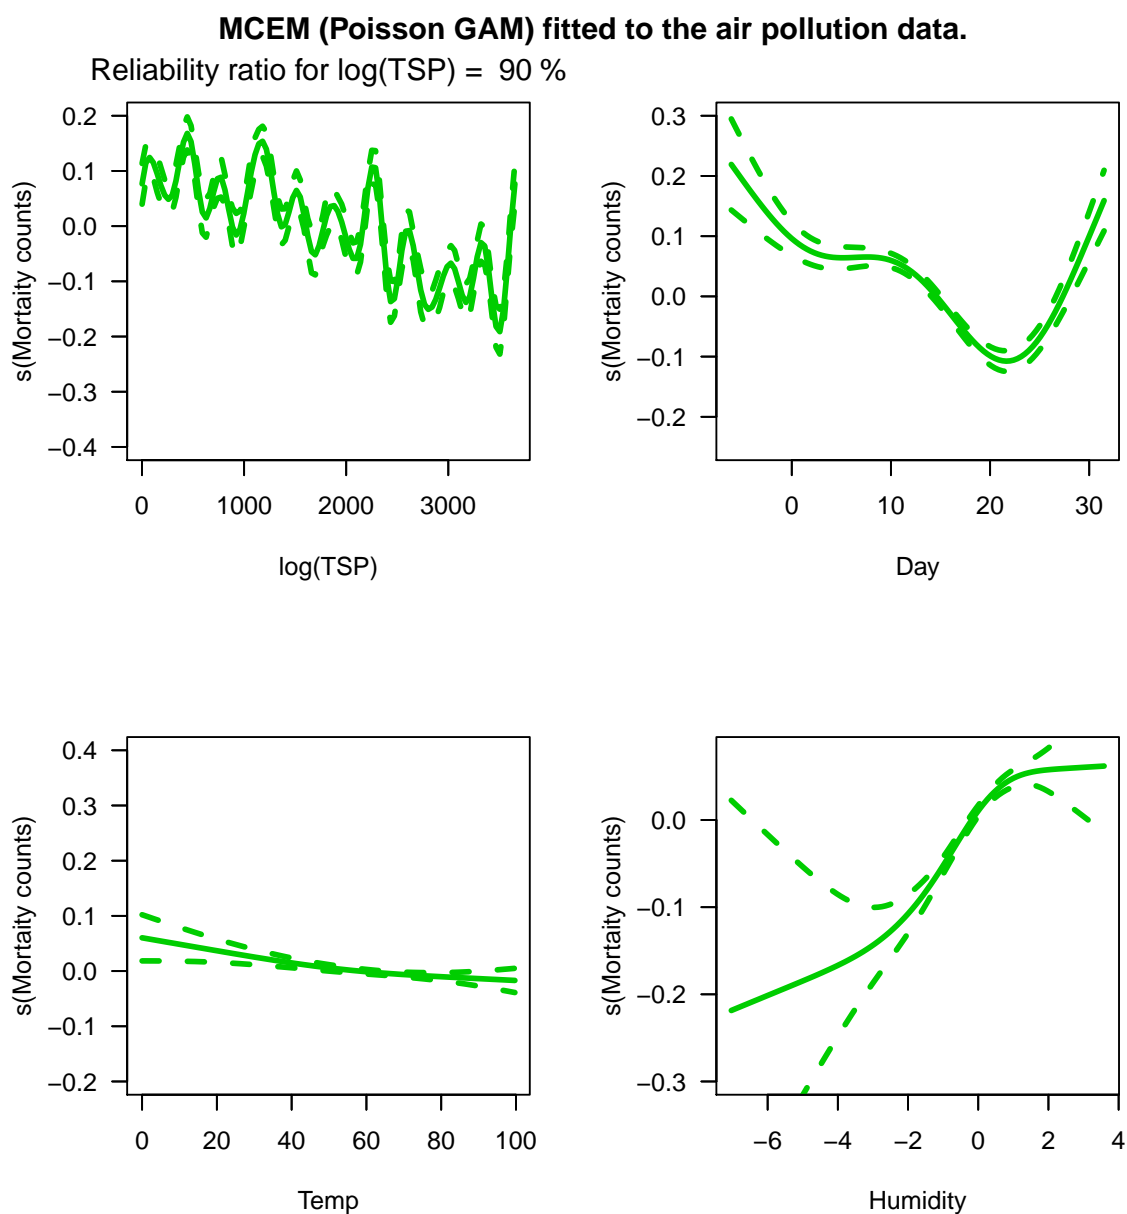 MCEM (Poisson GAM) fitted to the air pollution data.
Reliability ratio for log(TSP) = 90 %
s(Mortaity counts)
0.2
0.1
0.0
−0.1
−0.2
−0.3
−0.4
0 1000 2000 3000
log(TSP)
s(Mortaity counts)
0.3
0.2
0.1
0.0
−0.1
−0.2
0 10 20 30
Day
s(Mortaity counts)
0.4
0.3
0.2
0.1
0.0
−0.1
−0.2
0 20 40 60 80 100
Temp
s(Mortaity counts)
0.0
−0.1
−0.2
−0.3
−6 −4 −2 0 2 4
Humidity